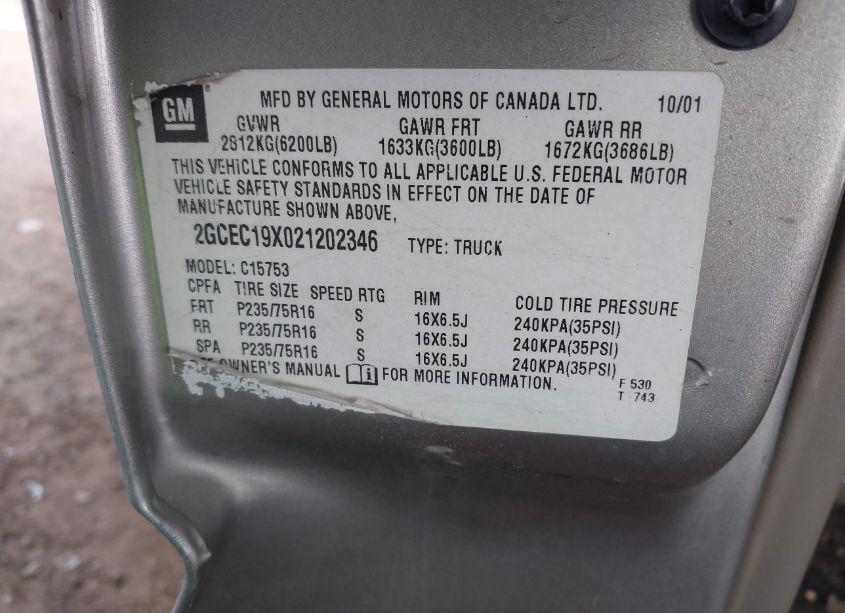 GM
MFD BY GENERAL MOTORS OF CANADA LTD. 10/01
GVWR GAWR FRT GAWR RR
2812KG(6200LB) 1633KG(3600LB) 1672KG(3686LB)
THIS VEHICLE CONFORMS TO ALL APPLICABLE U.S. FEDERAL MOTOR
VEHICLE SAFETY STANDARDS IN EFFECT ON THE DATE OF
MANUFACTURE SHOWN ABOVE,
2GCEC19X021202346 TYPE: TRUCK
MODEL: C15753
CPFA TIRE SIZE SPEED RTG RIM COLD TIRE PRESSURE
FRT P235/75R16 S 16X6.5J 240KPA(35PSI)
RR P235/75R16 S 16X6.5J 240KPA(35PSI)
SPA P235/75R16 S 16X6.5J 240KPA(35PSI)
OWNER'S MANUAL FOR MORE INFORMATION.
F 530
T 743